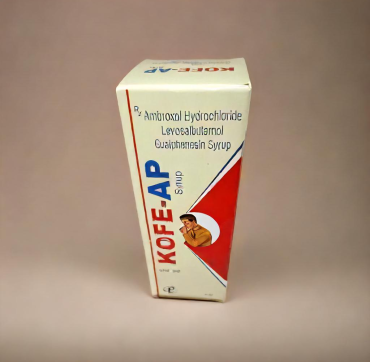 KOFE-AP
Rx Ambroxol Hydrochloride
Levosalbutamol
Guaiphenesin Syrup
KOFE-AP
Syrup